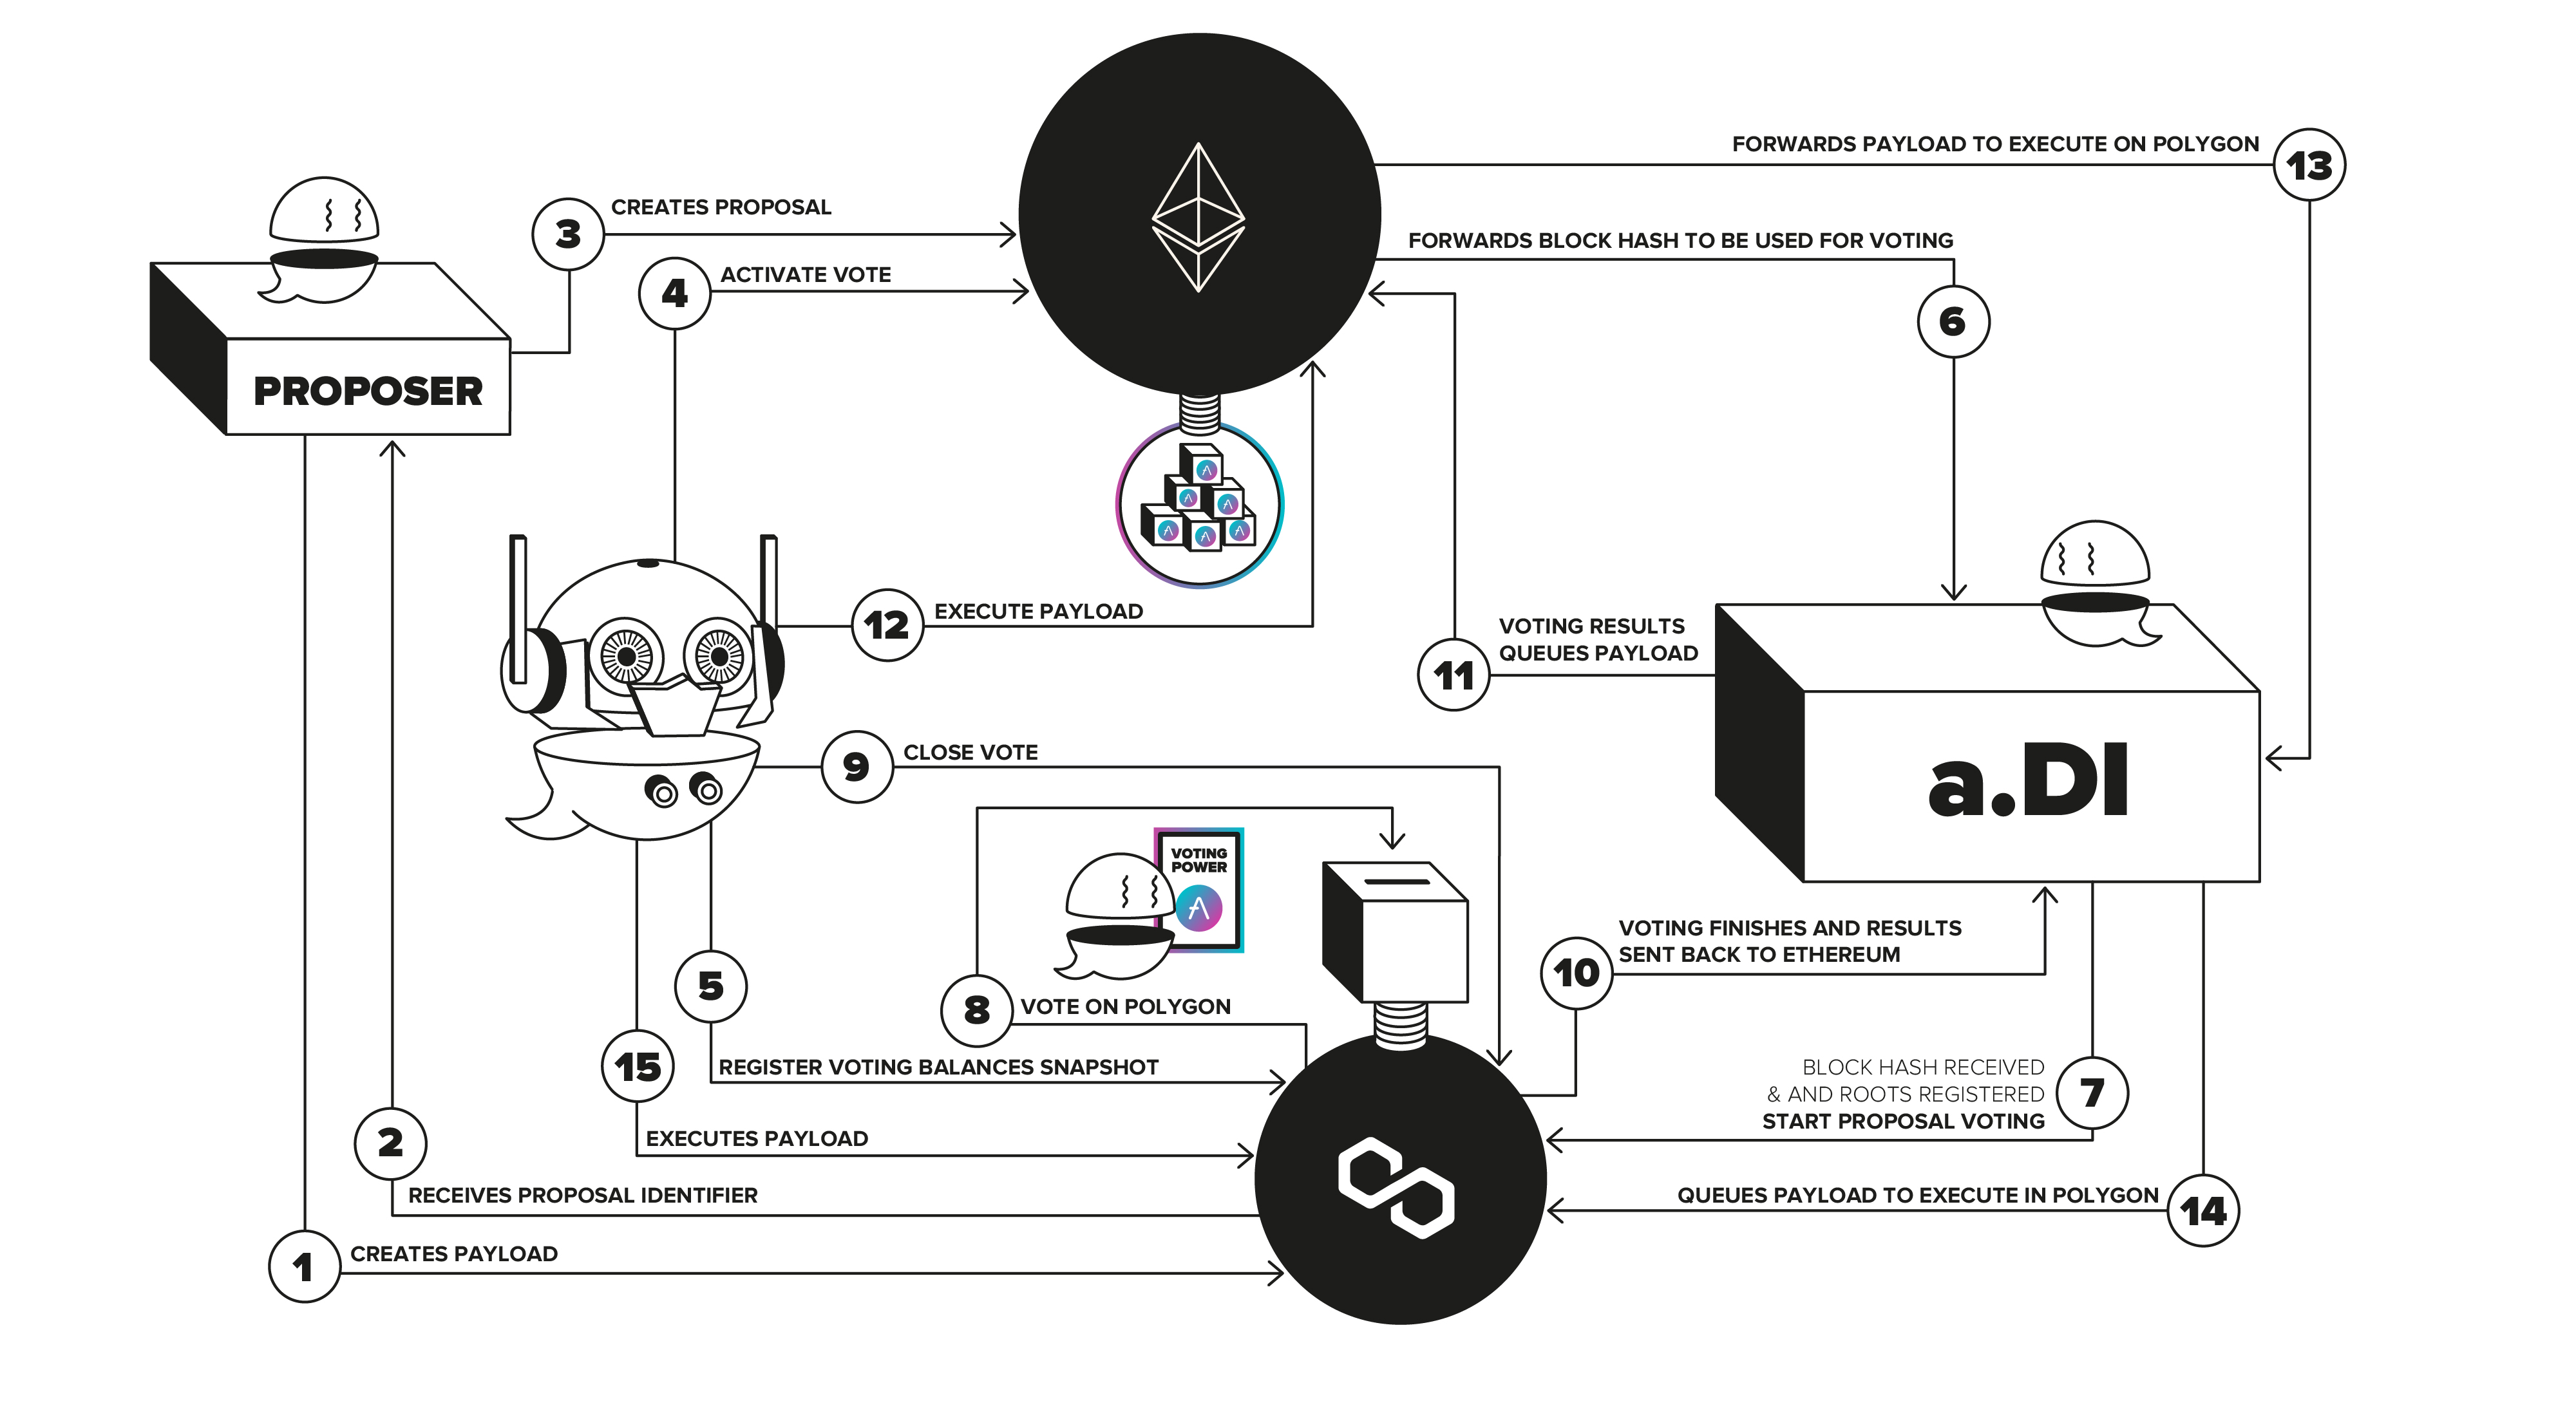 FORWARDS PAYLOAD TO EXECUTE ON POLYGON
13
3
CREATES PROPOSAL
FORWARDS BLOCK HASH TO BE USED FOR VOTING
4
ACTIVATE VOTE
6
PROPOSER
12
EXECUTE PAYLOAD
VOTING RESULTS
QUEUES PAYLOAD
11
9
CLOSE VOTE
a.DI
VOTING
POWER
VOTING FINISHES AND RESULTS
SENT BACK TO ETHEREUM
10
5
8
VOTE ON POLYGON
15
REGISTER VOTING BALANCES SNAPSHOT
BLOCK HASH RECEIVED
& AND ROOTS REGISTERED
START PROPOSAL VOTING
7
2
EXECUTES PAYLOAD
RECEIVES PROPOSAL IDENTIFIER
QUEUES PAYLOAD TO EXECUTE IN POLYGON
14
1
CREATES PAYLOAD